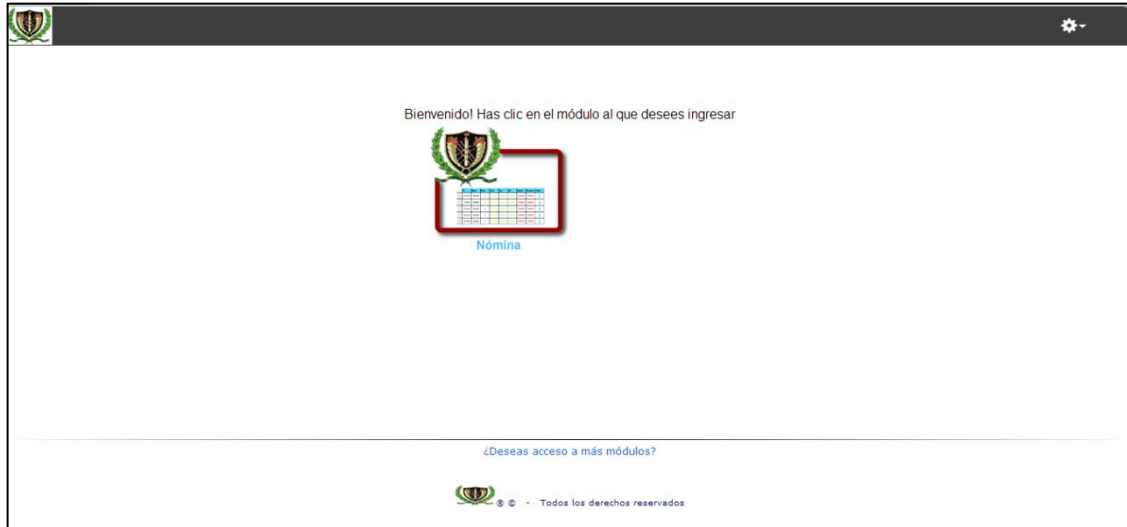 Bienvenido! Has clic en el módulo al que desees ingresar
Nómina
¿Deseas acceso a más módulos?
® © - Todos los derechos reservados